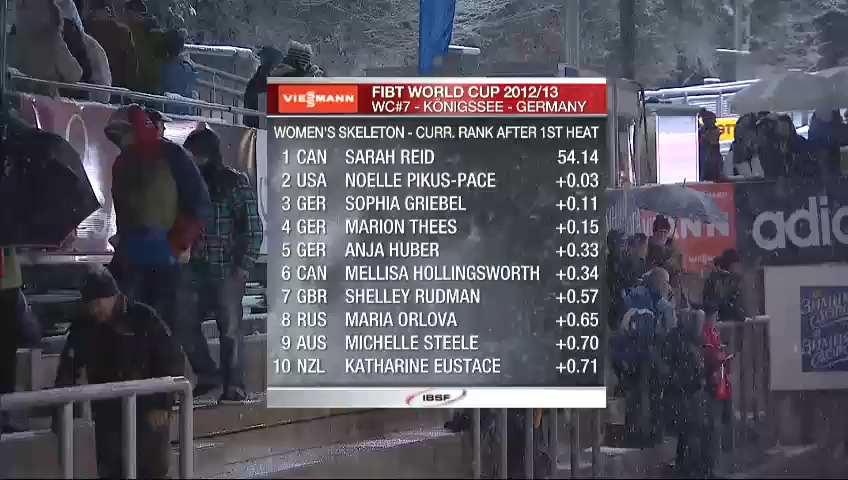 VIESMANN
FIBT WORLD CUP 2012/13
WC#7 - KÖNIGSSEE - GERMANY
WOMEN'S SKELETON - CURR. RANK AFTER 1ST HEAT
1 CAN SARAH REID 54.14
2 USA NOELLE PIKUS-PACE +0.03
3 GER SOPHIA GRIEBEL +0.11
4 GER MARION THEES +0.15
5 GER ANJA HUBER +0.33
6 CAN MELLISA HOLLINGSWORTH +0.34
7 GBR SHELLEY RUDMAN +0.57
8 RUS MARIA ORLOVA +0.65
9 AUS MICHELLE STEELE +0.70
10 NZL KATHARINE EUSTACE +0.71
IBSF
NN
adic